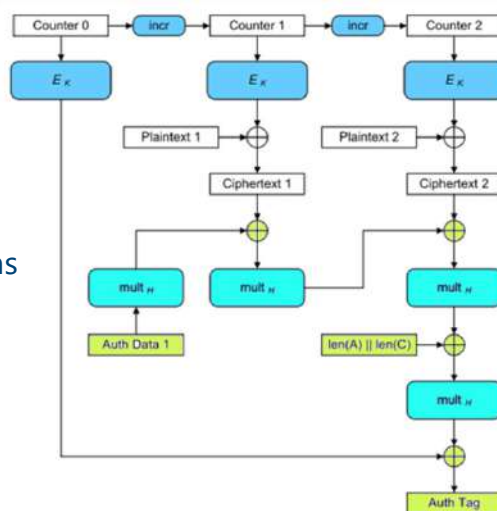 Counter 0 incr Counter 1 incr Counter 2
E K E K E K
Plaintext 1 Plaintext 2
Ciphertext 1 Ciphertext 2
ns
mult H mult H mult H
Auth Data 1 len(A) || len(C)
mult H
Auth Tag